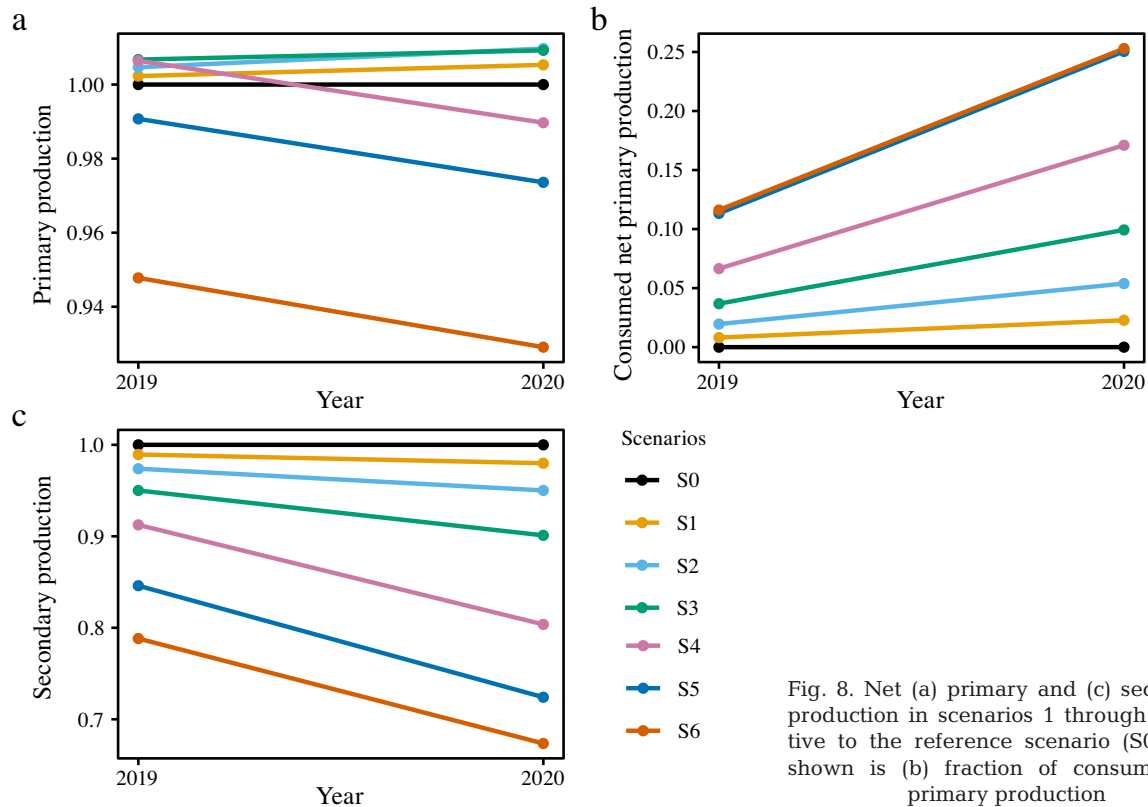 a
Primary production
1.00
0.98
0.96
0.94
2019
2020
Year
b
Consumed net primary production
0.25
0.20
0.15
0.10
0.05
0.00
2019
2020
Year
c
Secondary production
1.0
0.9
0.8
0.7
2019
2020
Year
Scenarios
S0
S1
S2
S3
S4
S5
S6
Fig. 8. Net (a) primary and (c) sec
production in scenarios 1 through
tive to the reference scenario (S0
shown is (b) fraction of consum
primary production